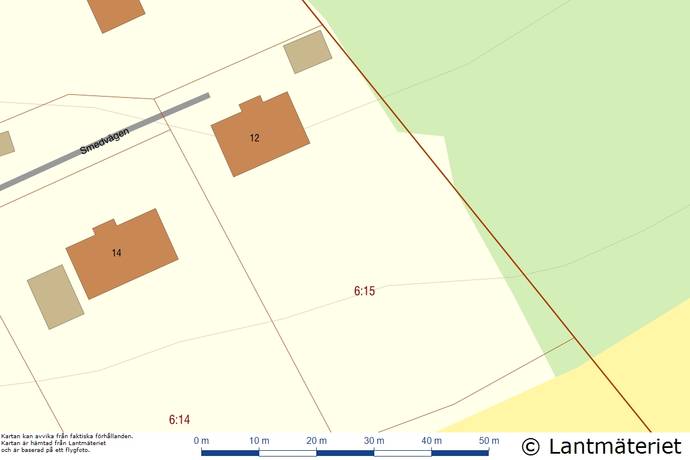 Smedvägen
12
14
6:15
6:14
Kartan kan avvika från faktiska förhållanden.
Kartan är hämtad från Lantmäteriet
och är baserad på ett flygfoto.
0 m 10 m 20 m 30 m 40 m 50 m
© Lantmäteriet